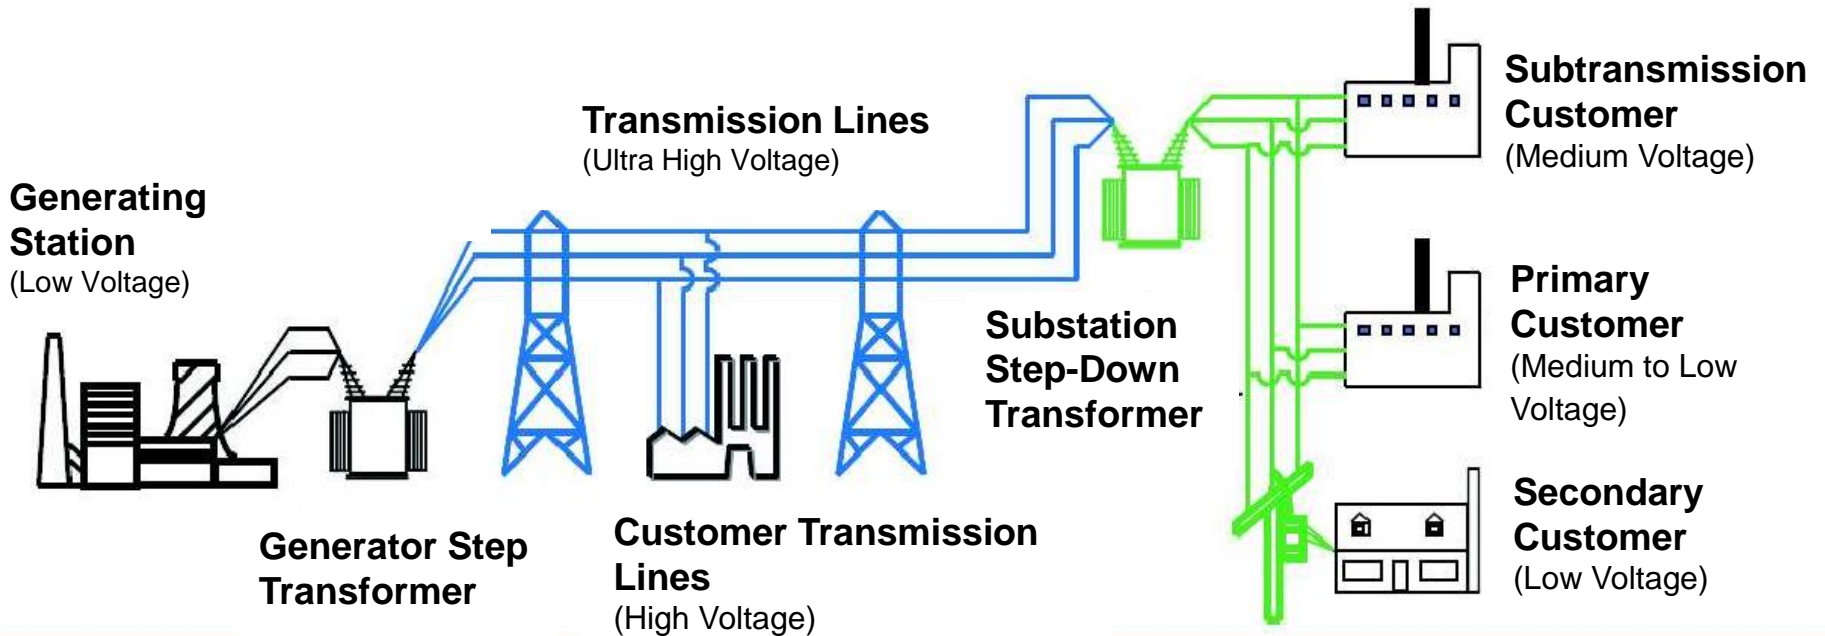 Generating
Station
(Low Voltage)
Generator Step
Transformer
Transmission Lines
(Ultra High Voltage)
Customer Transmission
Lines
(High Voltage)
Substation
Step-Down
Transformer
Subtransmission
Customer
(Medium Voltage)
Primary
Customer
(Medium to Low
Voltage)
Secondary
Customer
(Low Voltage)